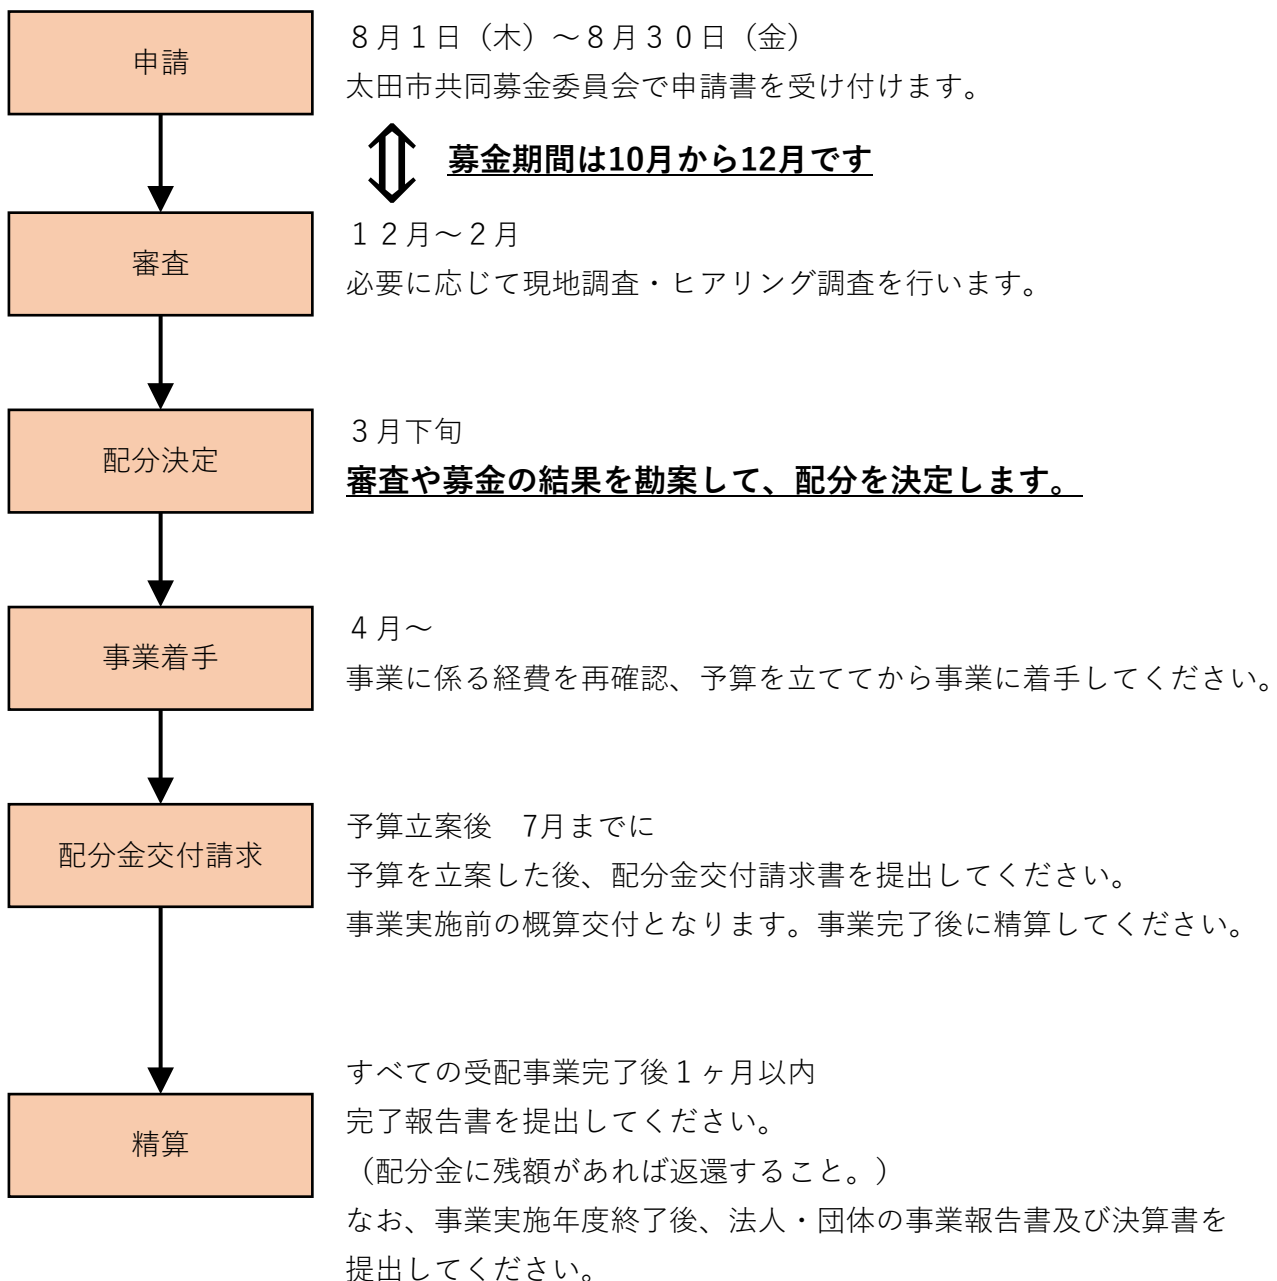 申請
８月１日（木）～８月３０日（金）
太田市共同募金委員会で申請書を受け付けます。
募金期間は10月から12月です
審査
１２月～２月
必要に応じて現地調査・ヒアリング調査を行います。
配分決定
３月下旬
審査や募金の結果を勘案して、配分を決定します。
事業着手
４月～
事業に係る経費を再確認、予算を立ててから事業に着手してください。
配分金交付請求
予算立案後　7月までに
予算を立案した後、配分金交付請求書を提出してください。
事業実施前の概算交付となります。事業完了後に精算してください。
精算
すべての受配事業完了後１ヶ月以内
完了報告書を提出してください。
（配分金に残額があれば返還すること。）
なお、事業実施年度終了後、法人・団体の事業報告書及び決算書を
提出してください。